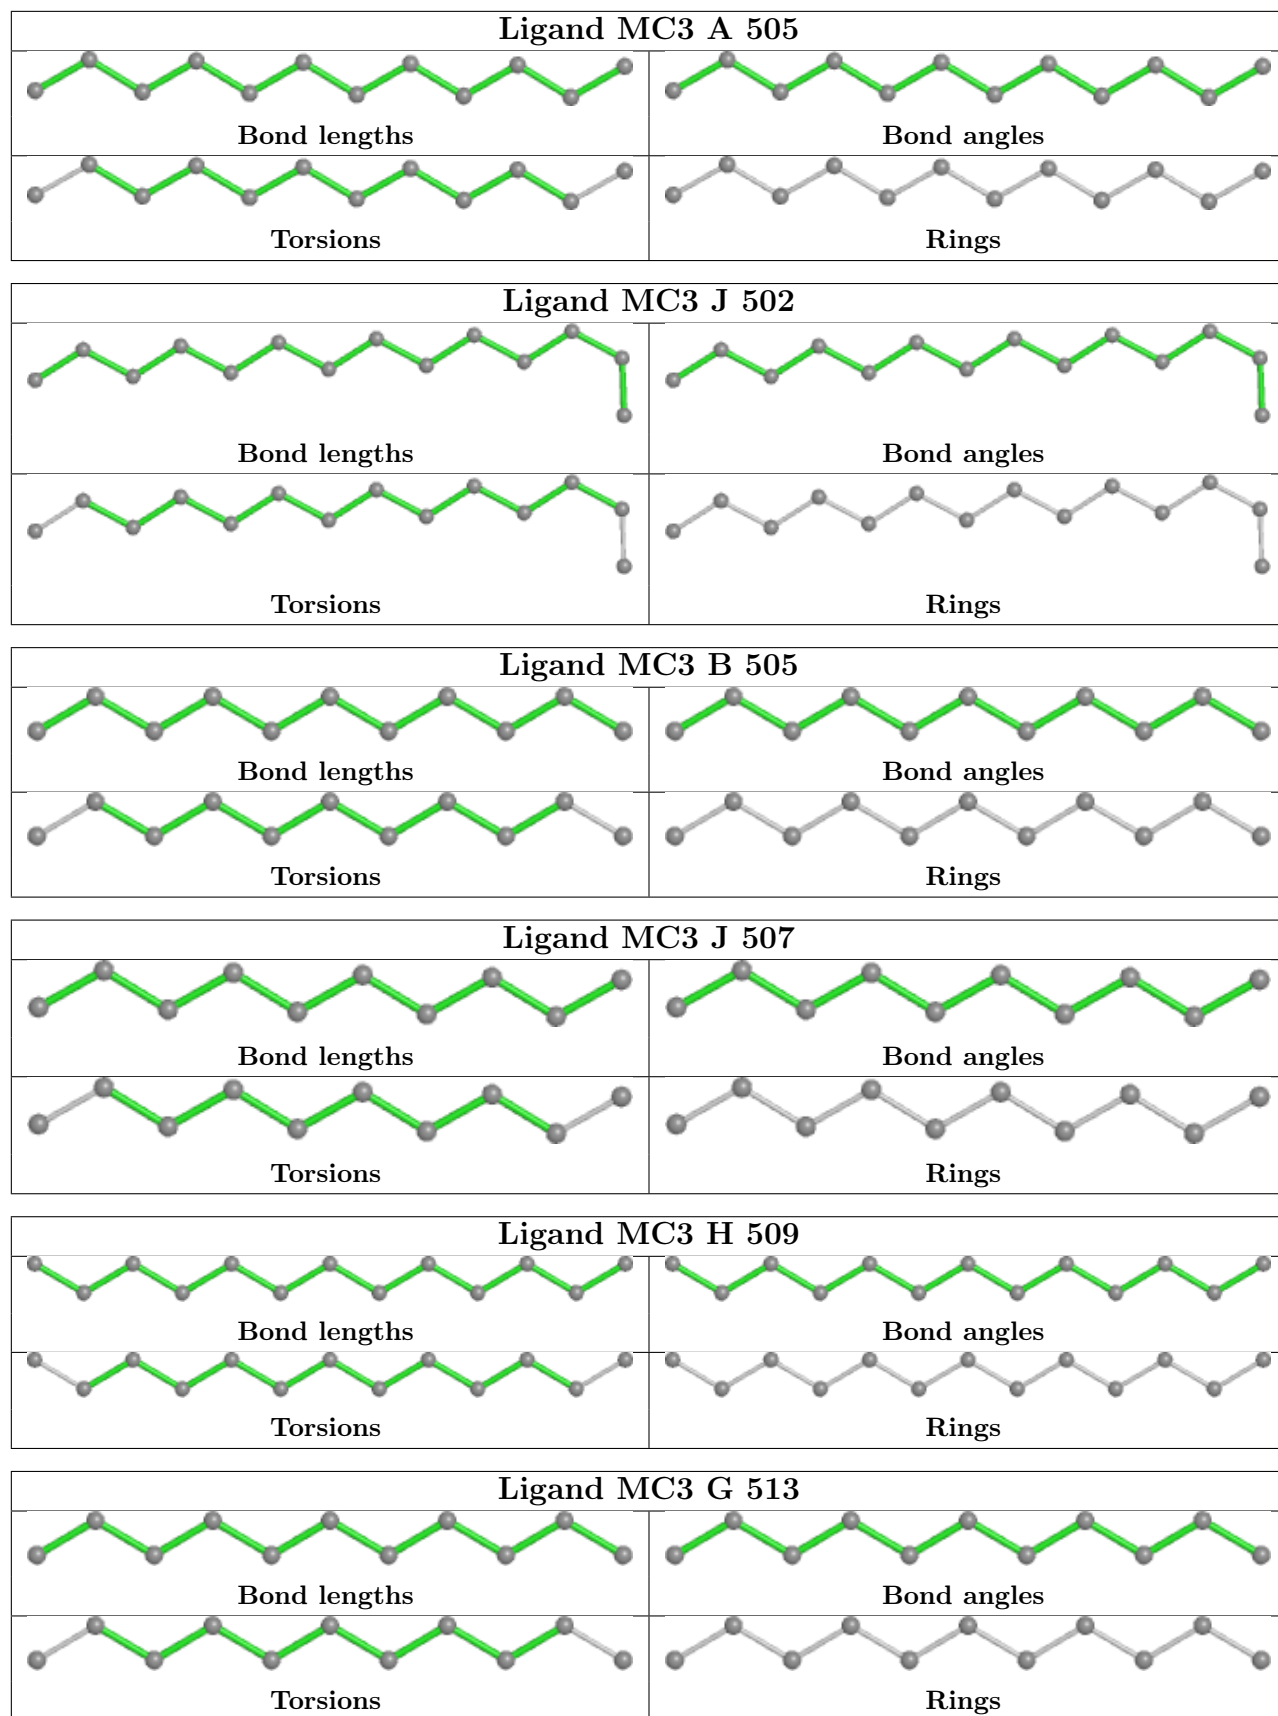 Ligand MC3 A 505
Bond lengths
Bond angles
Torsions
Rings
Ligand MC3 J 502
Bond lengths
Bond angles
Torsions
Rings
Ligand MC3 B 505
Bond lengths
Bond angles
Torsions
Rings
Ligand MC3 J 507
Bond lengths
Bond angles
Torsions
Rings
Ligand MC3 H 509
Bond lengths
Bond angles
Torsions
Rings
Ligand MC3 G 513
Bond lengths
Bond angles
Torsions
Rings